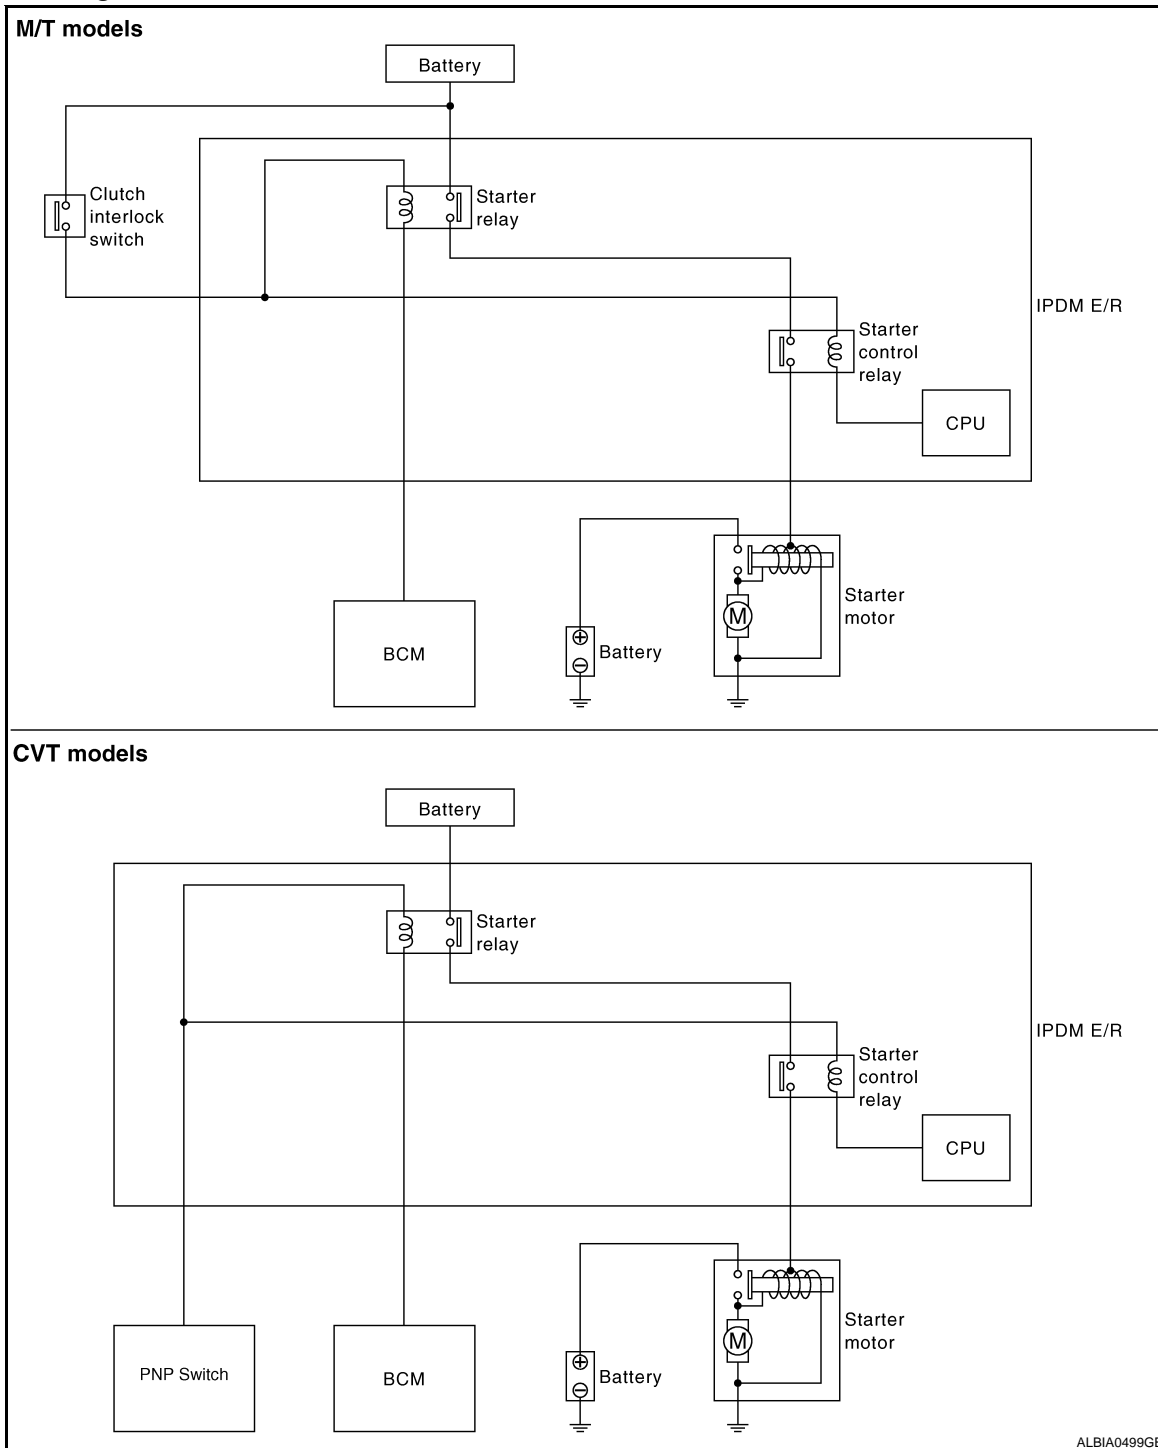 M/T models
Battery
Clutch
interlock
switch
Starter
relay
IPDM E/R
Starter
control
relay
CPU
BCM
Battery
M
Starter
motor
CVT models
Battery
Starter
relay
IPDM E/R
Starter
control
relay
CPU
PNP Switch
BCM
Battery
M
Starter
motor